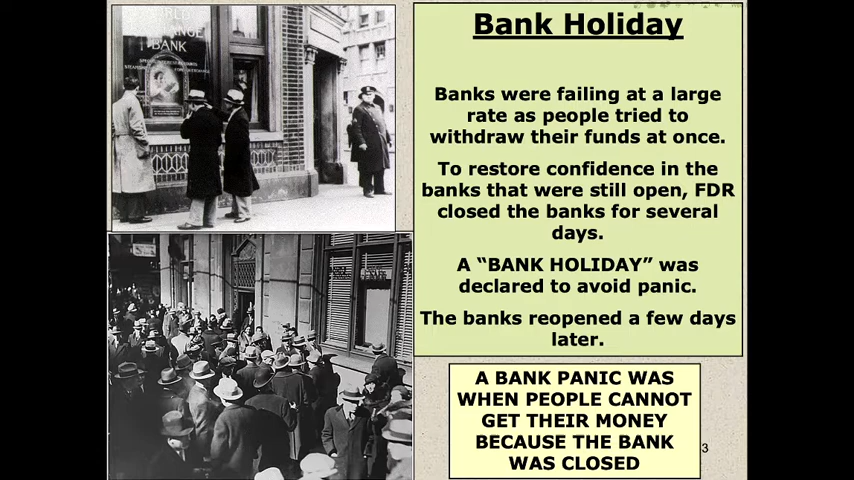 Bank Holiday
Banks were failing at a large
rate as people tried to
withdraw their funds at once.
To restore confidence in the
banks that were still open, FDR
closed the banks for several
days.
A “BANK HOLIDAY” was
declared to avoid panic.
The banks reopened a few days
later.
A BANK PANIC WAS
WHEN PEOPLE CANNOT
GET THEIR MONEY
BECAUSE THE BANK
WAS CLOSED
3
BANK